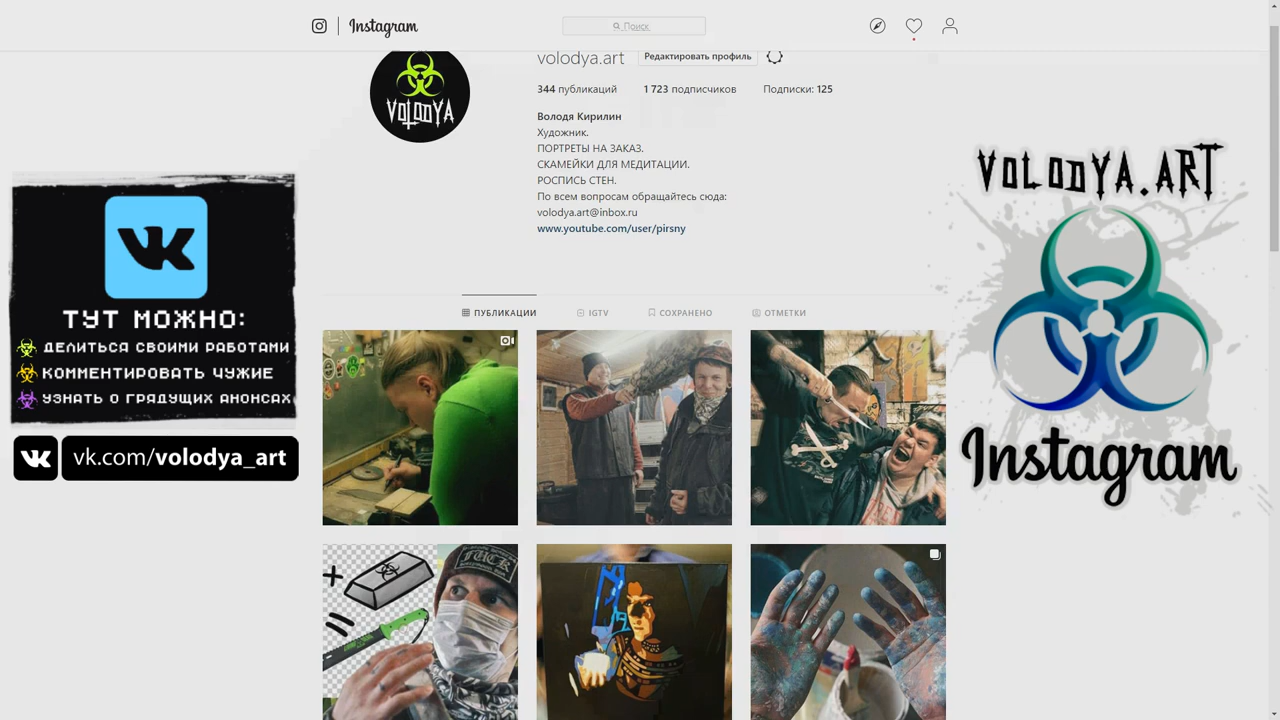 Instagram
Поиск
volodya.art
Редактировать профиль
344 публикаций
1 723 подписчиков
Подписки: 125
VOLODYA
Володя Кирилин
Художник.
ПОРТРЕТЫ НА ЗАКАЗ.
СКАМЕЙКИ ДЛЯ МЕДИТАЦИИ.
РОСПИСЬ СТЕН.
По всем вопросам обращайтесь сюда:
volodya.art@inbox.ru
www.youtube.com/user/pirsny
ПУБЛИКАЦИИ
IGTV
СОХРАНЕНО
ОТМЕТКИ
VK
ТУТ МОЖНО:
ДЕЛИТЬСЯ СВОИМИ РАБОТАМИ
КОММЕНТИРОВАТЬ ЧУЖИЕ
УЗНАТЬ О ГРЯДУЩИХ АНОНСАХ
vk.com/volodya_art
VOLODYA.ART
Instagram